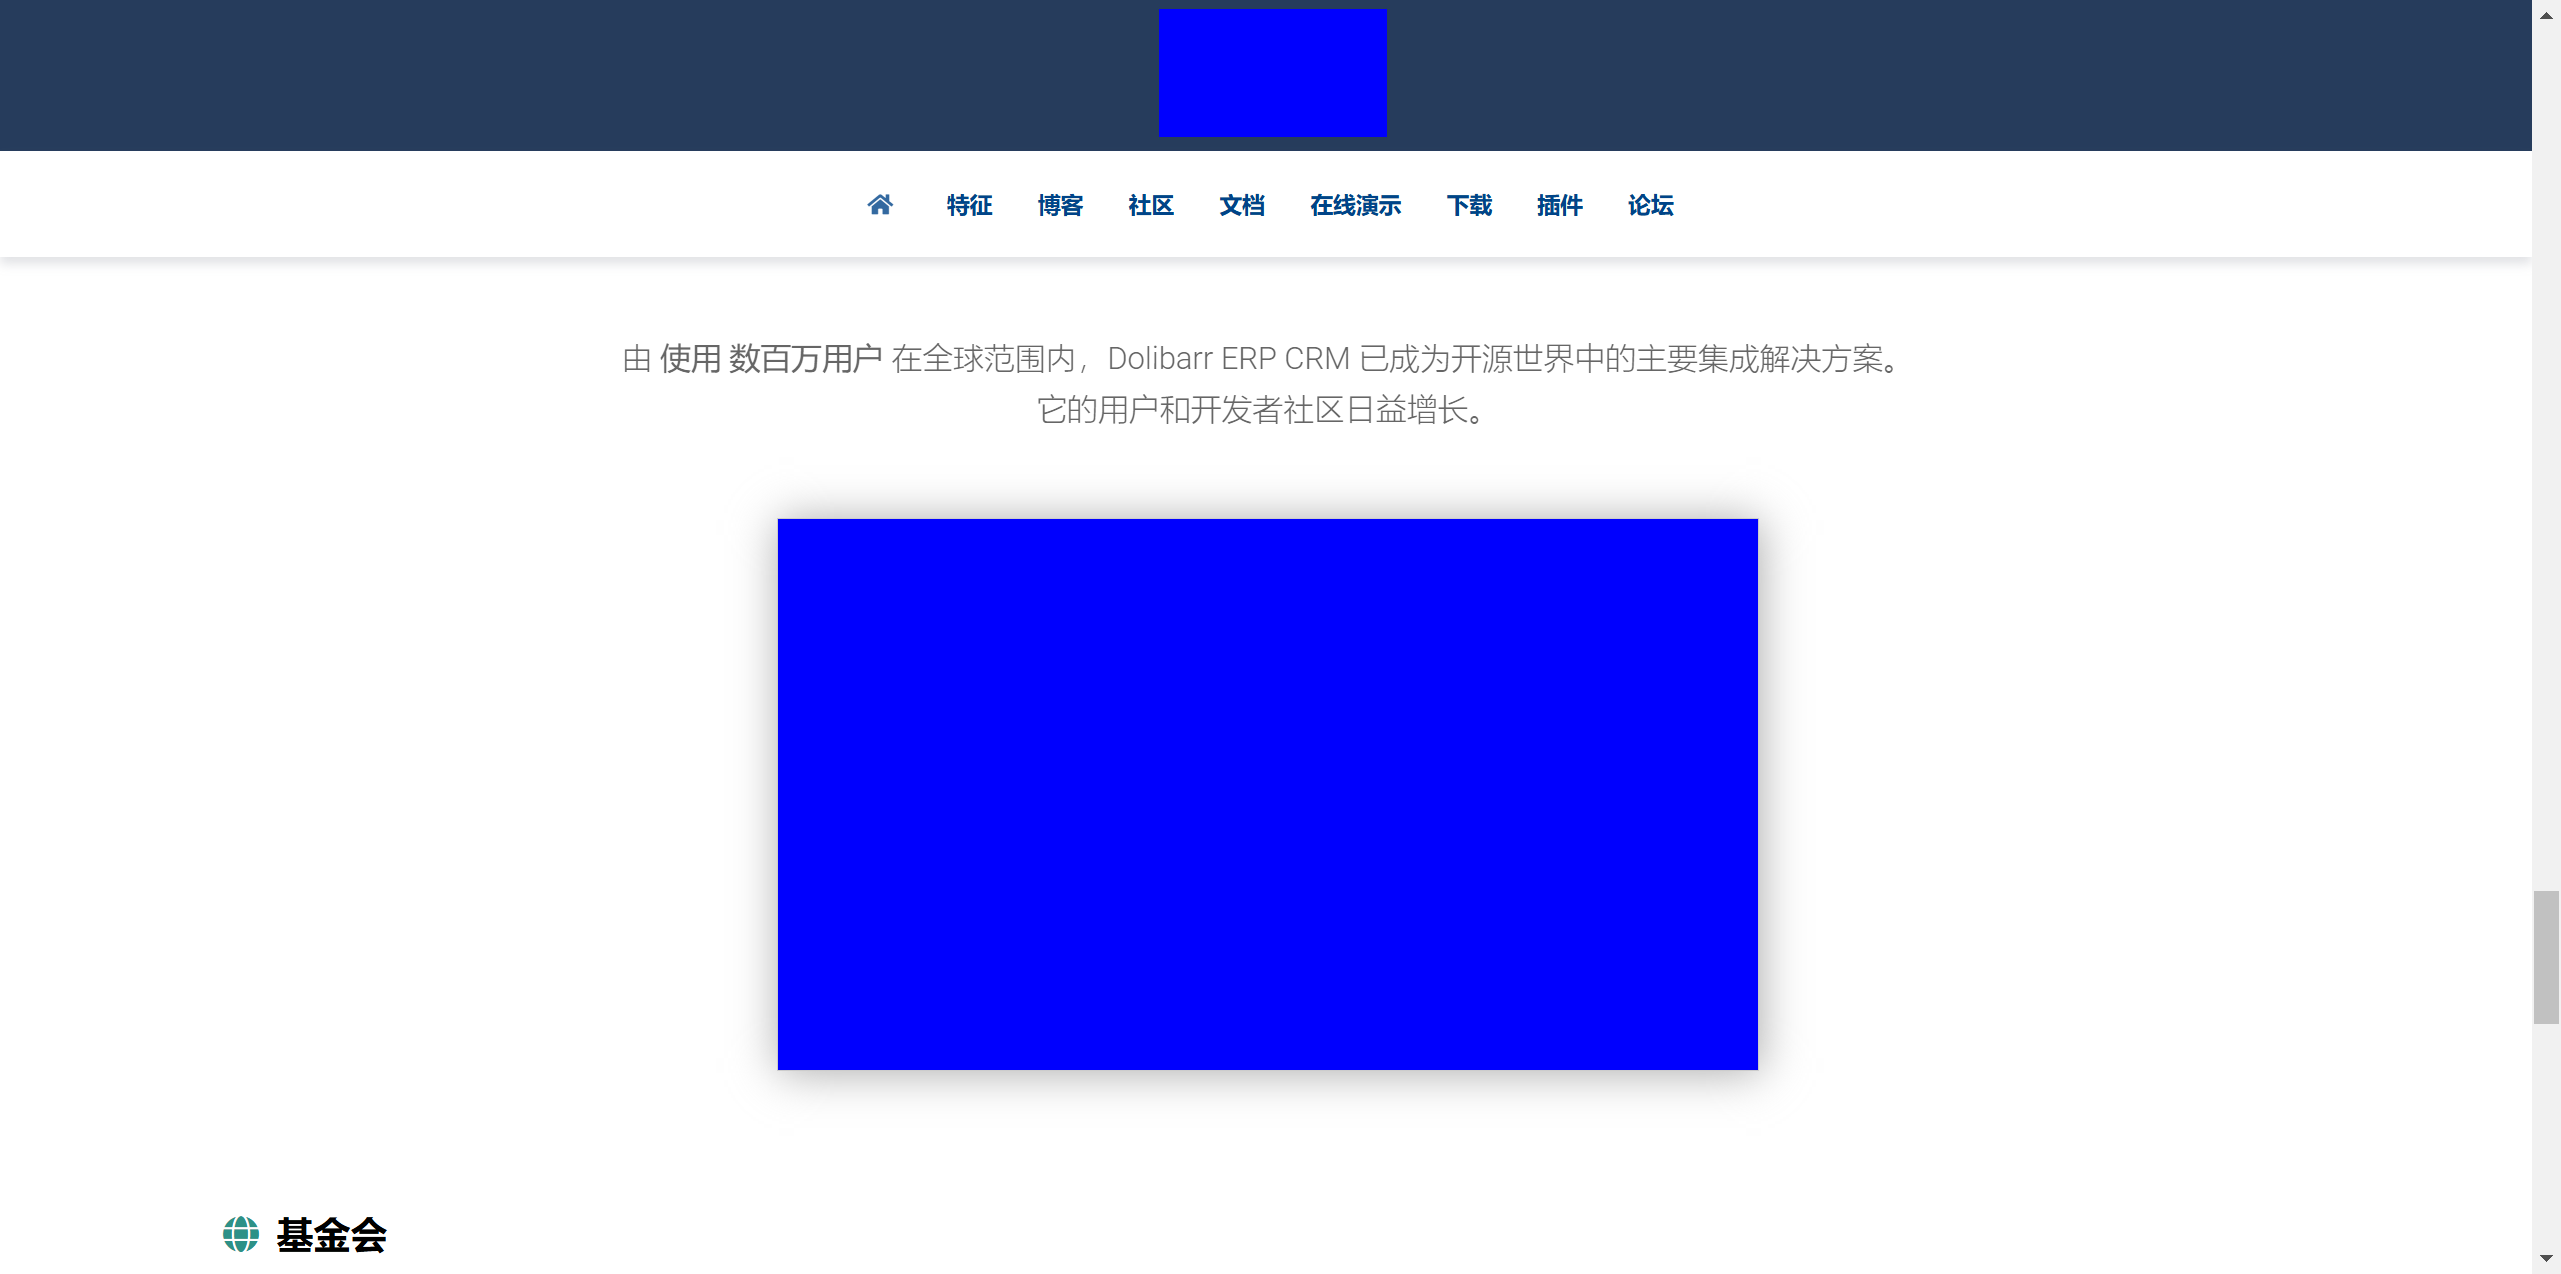 特征 博客 社区 文档 在线演示 下载 插件 论坛
由 使用 数百万用户 在全球范围内，Dolibarr ERP CRM 已成为开源世界中的主要集成解决方案。
它的用户和开发者社区日益增长。
基金会